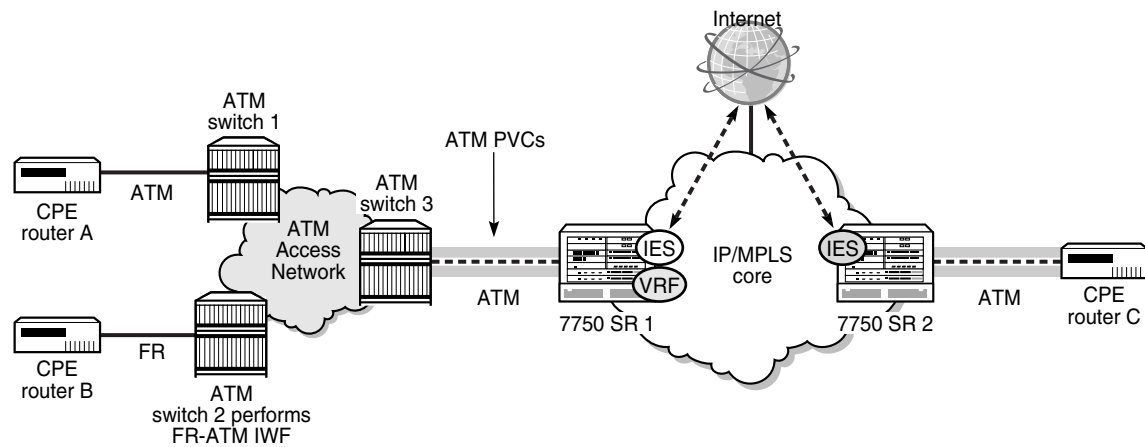 Internet
ATM
switch 1
ATM PVCs
ATM
switch 3
ATM
CPE
router A
ATM
Access
Network
IES
VRF
IP/MPLS
core
IES
ATM
7750 SR 1
7750 SR 2
ATM
CPE
router C
FR
CPE
router B
ATM
switch 2 performs
FR-ATM IWF